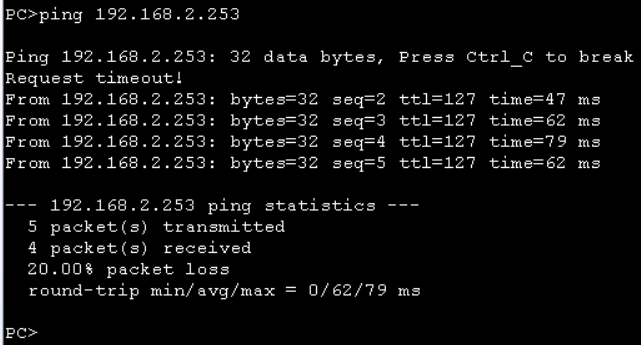 PC>ping 192.168.2.253
Ping 192.168.2.253: 32 data bytes, Press Ctrl_C to break
Request timeout!
From 192.168.2.253: bytes=32 seq=2 ttl=127 time=47 ms
From 192.168.2.253: bytes=32 seq=3 ttl=127 time=62 ms
From 192.168.2.253: bytes=32 seq=4 ttl=127 time=79 ms
From 192.168.2.253: bytes=32 seq=5 ttl=127 time=62 ms
--- 192.168.2.253 ping statistics ---
5 packet(s) transmitted
4 packet(s) received
20.00% packet loss
round-trip min/avg/max = 0/62/79 ms
PC>